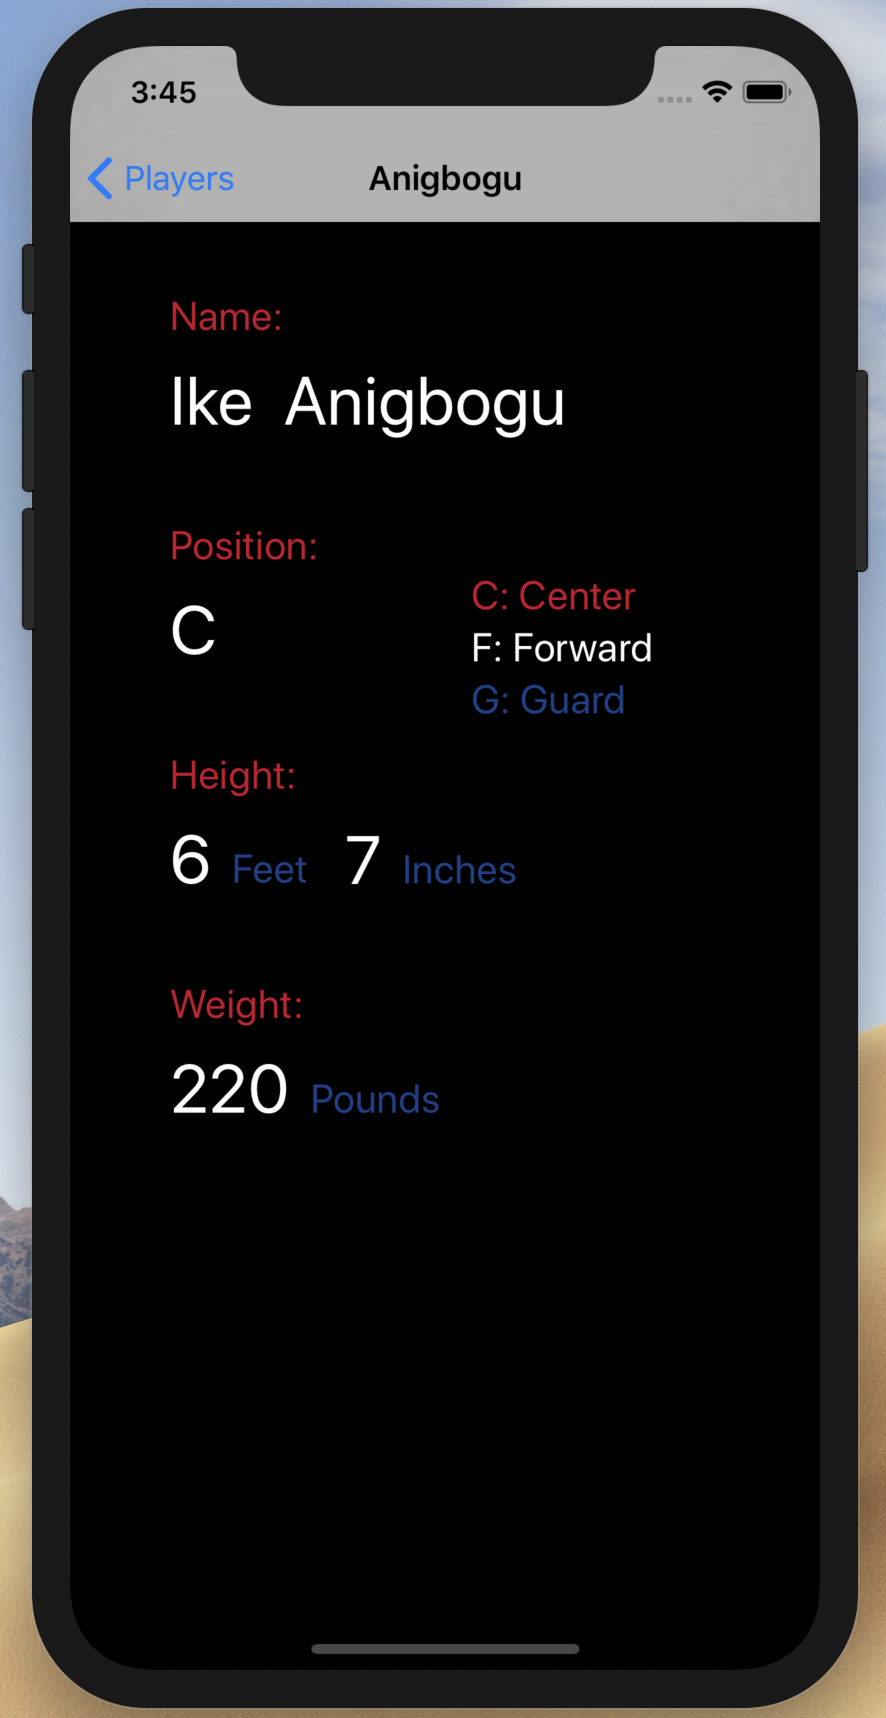 3:45
Players Anigbogu
Name:
Ike Anigbogu
Position:
C
C: Center
F: Forward
G: Guard
Height:
6 Feet 7 Inches
Weight:
220 Pounds